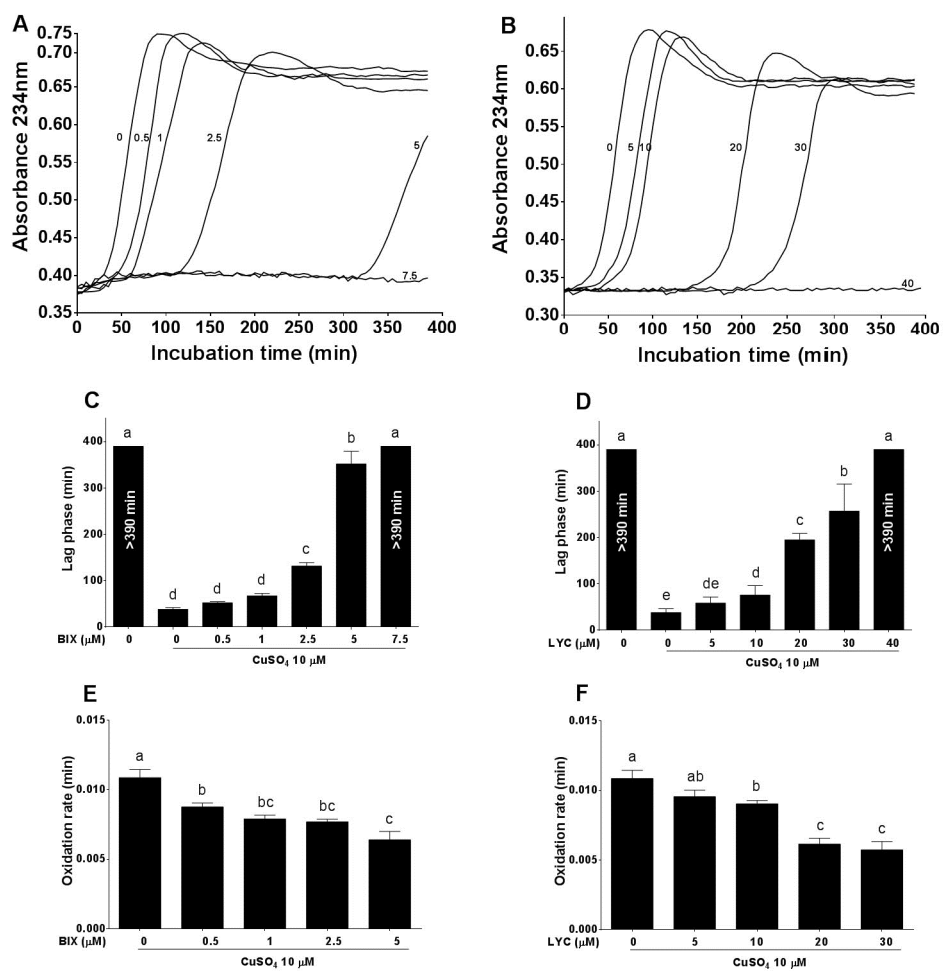 A
Absorbance 234nm
0.75
0.70
0.65
0.60
0.50
0.45
0.40
0.35
0 0.5 1 2.5 5
7.5
0 50 100 150 200 250 300 350 400
Incubation time (min)
B
Absorbance 234nm
0.65
0.60
0.50
0.45
0.40
0.35
0.30
0 5 10 20 30
40
0 50 100 150 200 250 300 350 400
Incubation time (min)
C
Lag phase (min)
400
300
200
100
0
a d d d c b a
>390 min >390 min
BIX (μM) 0 0 0.5 1 2.5 5 7.5
CuSO4 10 μM
D
Lag phase (min)
400
300
200
100
0
a e de d c b a
>390 min >390 min
LYC (μM) 0 0 5 10 20 30 40
CuSO4 10 μM
E
Oxidation rate (min)
0.015
0.010
0.005
0.000
a b bc bc c
BIX (μM) 0 0.5 1 2.5 5
CuSO4 10 μM
F
Oxidation rate (min)
0.015
0.010
0.005
0.000
a ab b c c
LYC (μM) 0 5 10 20 30
CuSO4 10 μM